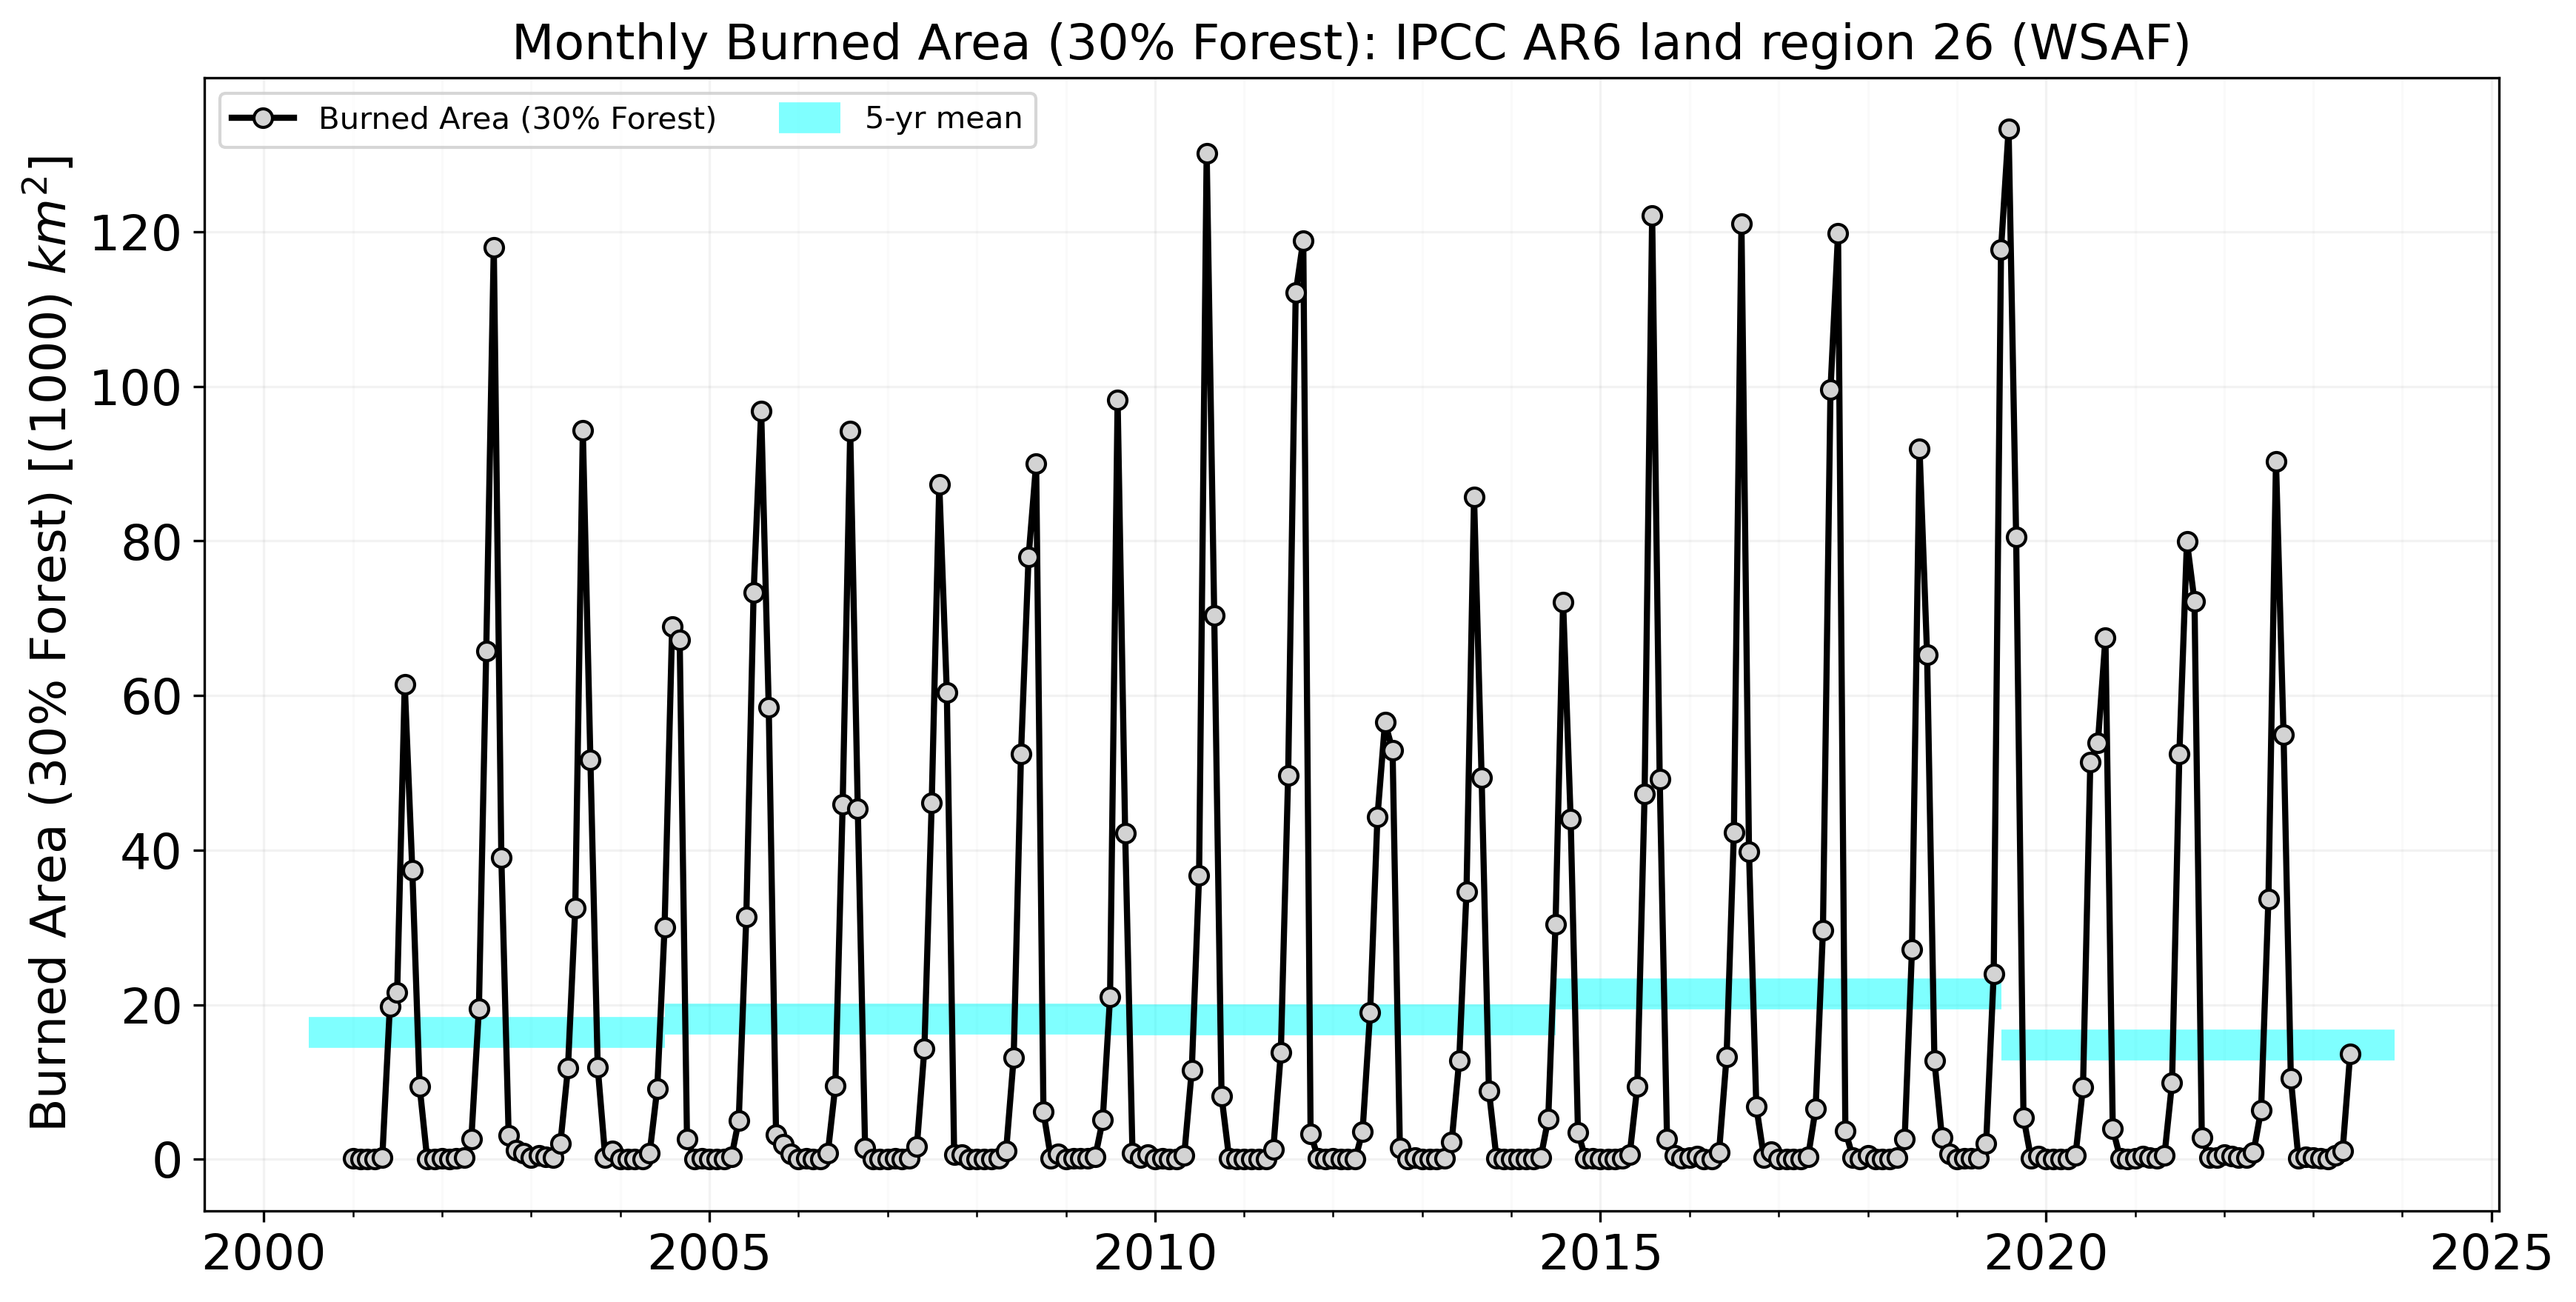 Monthly Burned Area (30% Forest): IPCC AR6 land region 26 (WSAF)
Burned Area (30% Forest)
5-yr mean
Burned Area (30% Forest) [(1000) km²]
120
100
80
60
40
20
0
2000 2005 2010 2015 2020 2025